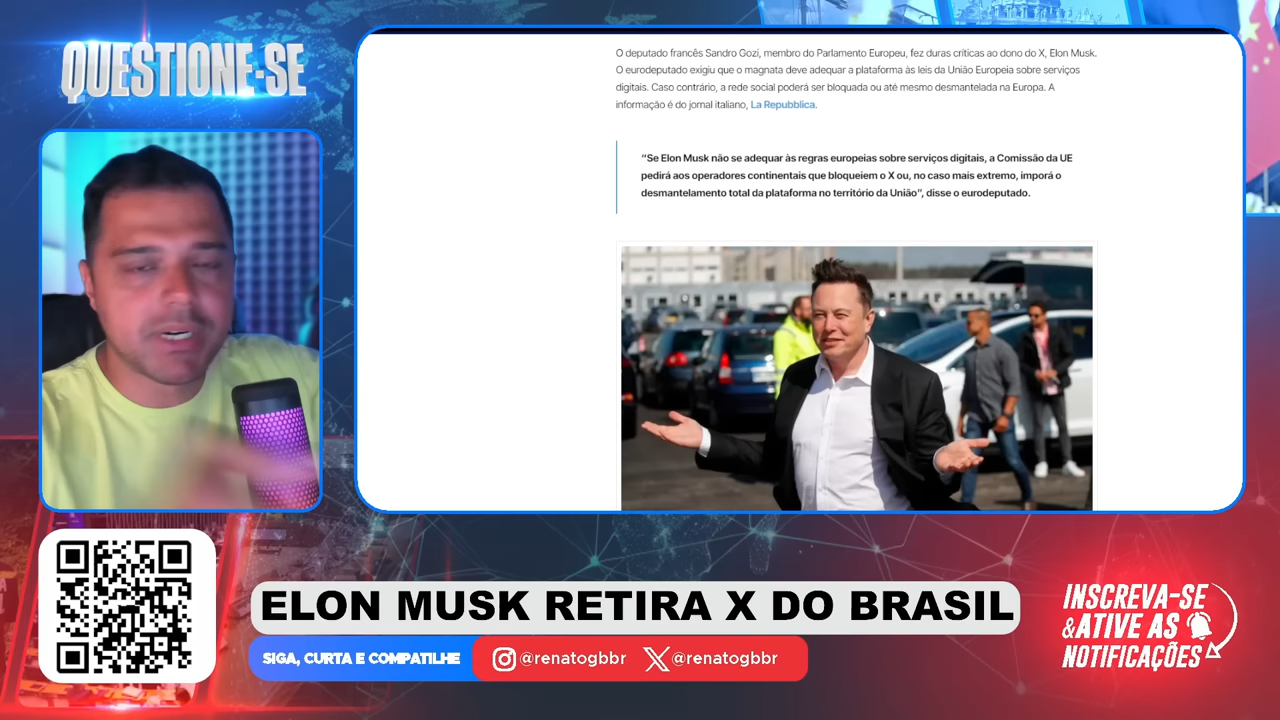 QUESTIONE-SE
O deputado francês Sandro Gozi, membro do Parlamento Europeu, fez duras críticas ao dono do X, Elon Musk.
O eurodeputado exigiu que o magnata deve adequar a plataforma às leis da União Europeia sobre serviços
digitais. Caso contrário, a rede social poderá ser bloqueada ou até mesmo desmantelada na Europa. A
informação é do jornal italiano, La Repubblica.
“Se Elon Musk não se adequar às regras europeias sobre serviços digitais, a Comissão da UE
pedirá aos operadores continentais que bloqueiem o X ou, no caso mais extremo, imporá o
desmantelamento total da plataforma no território da União”, disse o eurodeputado.
ELON MUSK RETIRA X DO BRASIL
SIGA, CURTA E COMPATILHE
@renatogbbr
@renatogbbr
INSCREVA-SE
&ATIVE AS
NOTIFICAÇÕES